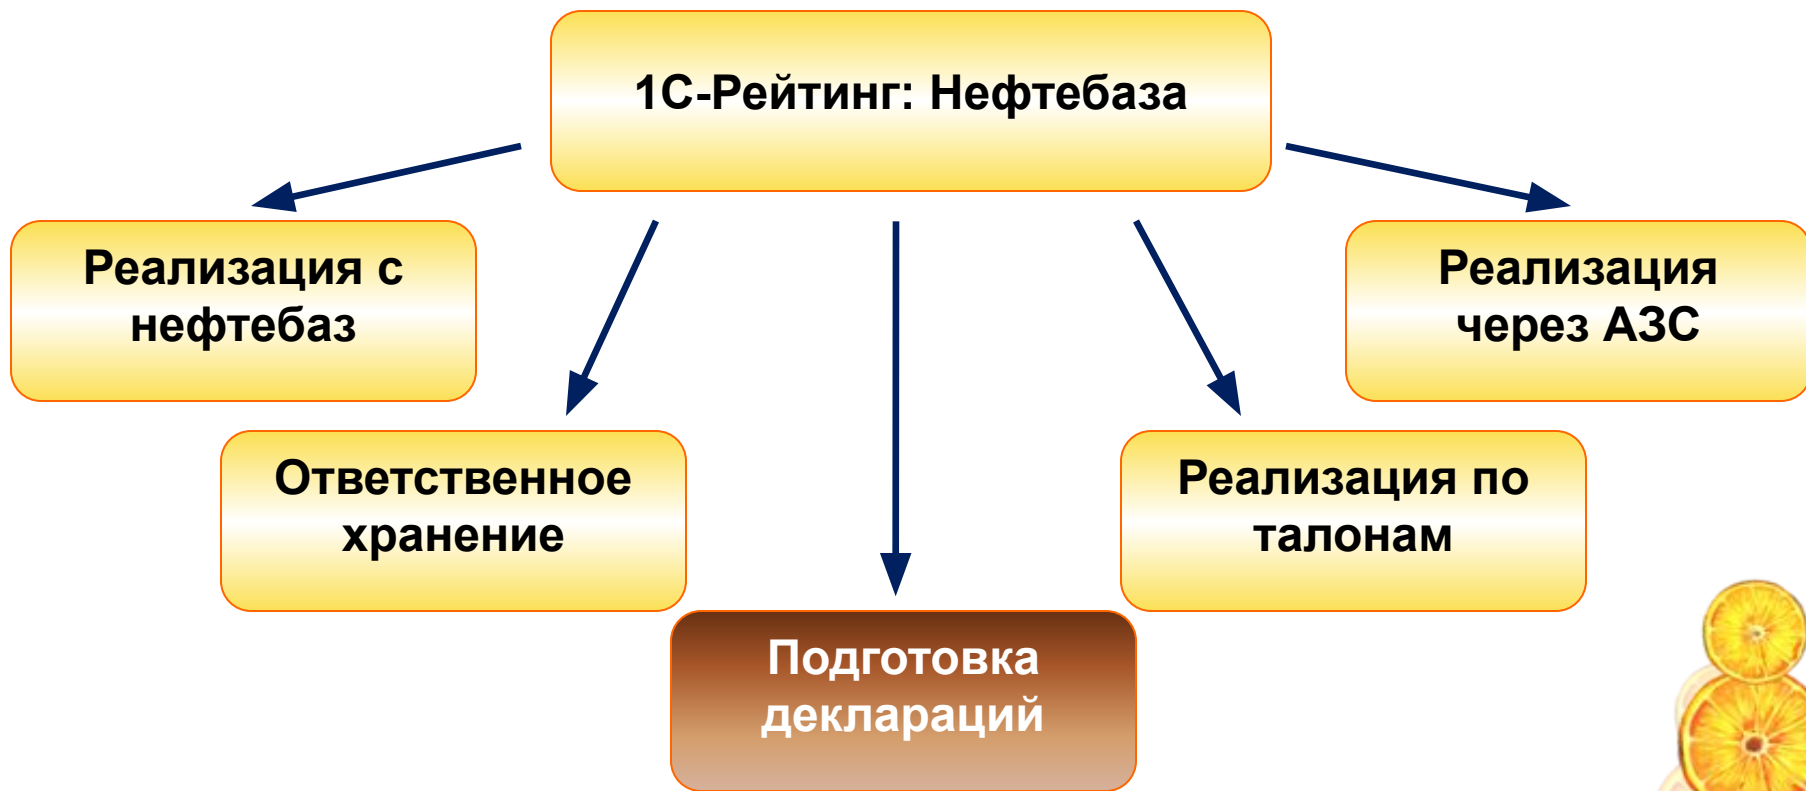 1С-Рейтинг: Нефтебаза
Реализация с
нефтебаз
Реализация
через АЗС
Ответственное
хранение
Реализация по
талонам
Подготовка
деклараций